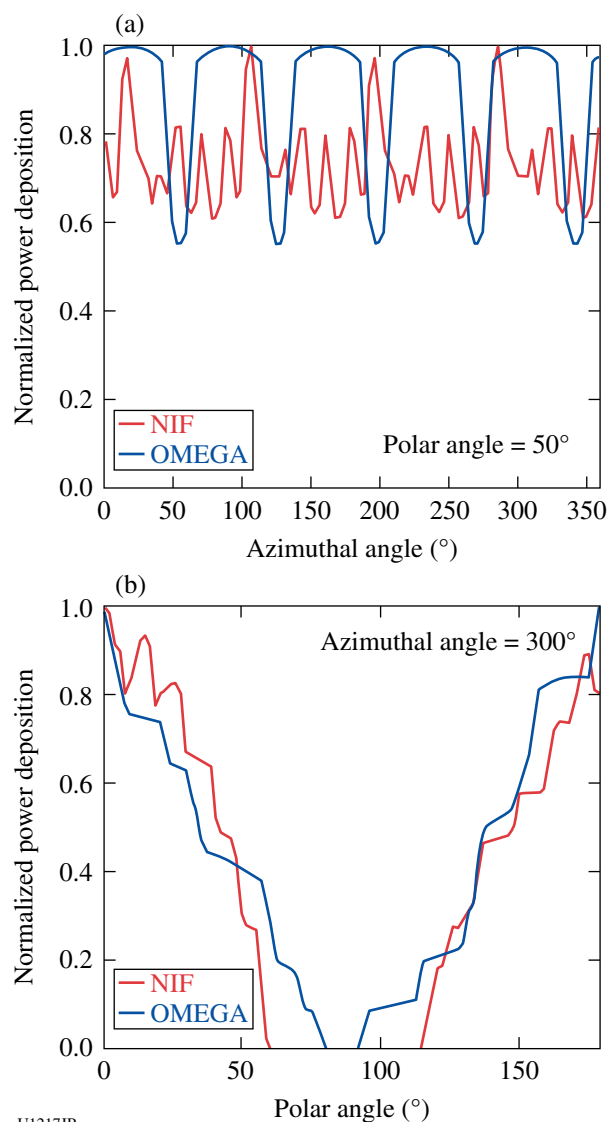 (a)
Normalized power deposition
1.0
0.8
0.6
0.4
0.2
0.0
NIF
OMEGA
Polar angle = 50°
0 50 100 150 200 250 300 350
Azimuthal angle (°)
(b)
Normalized power deposition
1.0
0.8
0.6
0.4
0.2
0.0
Azimuthal angle = 300°
NIF
OMEGA
0 50 100 150
Polar angle (°)